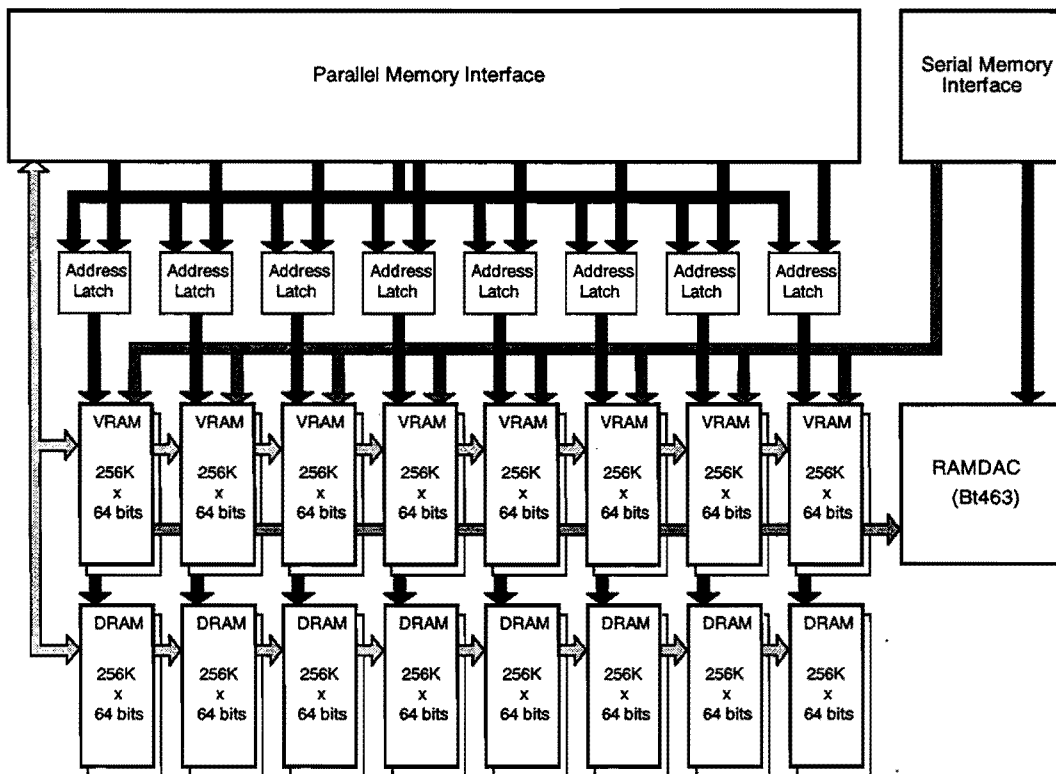 Parallel Memory Interface
Serial Memory
Interface
Address
Latch
Address
Latch
Address
Latch
Address
Latch
Address
Latch
Address
Latch
Address
Latch
Address
Latch
VRAM
256K
x
64 bits
VRAM
256K
x
64 bits
VRAM
256K
x
64 bits
VRAM
256K
x
64 bits
VRAM
256K
x
64 bits
VRAM
256K
x
64 bits
VRAM
256K
x
64 bits
VRAM
256K
x
64 bits
RAMDAC
(Bt463)
DRAM
256K
x
64 bits
DRAM
256K
x
64 bits
DRAM
256K
x
64 bits
DRAM
256K
x
64 bits
DRAM
256K
x
64 bits
DRAM
256K
x
64 bits
DRAM
256K
x
64 bits
DRAM
256K
x
64 bits